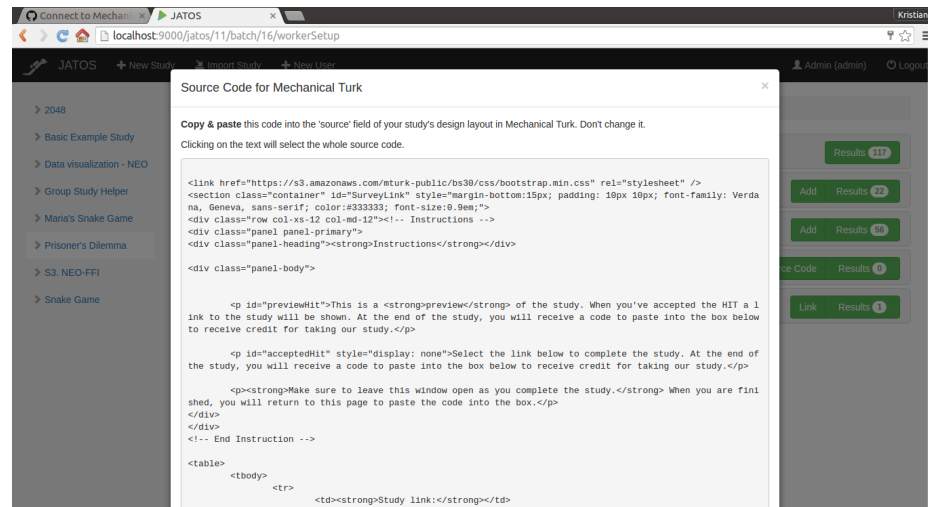 Connect to Mechani
JATOS
Kristian
localhost:9000/jatos/11/batch/16/workerSetup
JATOS
New Study
Import Study
New User
Admin (admin)
Logout
Source Code for Mechanical Turk
×
Copy & paste this code into the 'source' field of your study's design layout in Mechanical Turk. Don't change it.
Clicking on the text will select the whole source code.
2048
Basic Example Study
Data visualization - NEO
Group Study Helper
Maria's Snake Game
Prisoner's Dilemma
S3. NEO-FFI
Snake Game
<link href="https://s3.amazonaws.com/mturk-public/bs30/css/bootstrap.min.css" rel="stylesheet" />
<section class="container" id="SurveyLink" style="margin-bottom:15px; padding: 10px 10px; font-family: Verda
na, Geneva, sans-serif; color:#333333; font-size:0.9em;">
<div class="row col-xs-12 col-md-12"><!-- Instructions -->
<div class="panel panel-primary">
<div class="panel-heading"><strong>Instructions</strong></div>
<div class="panel-body">
<p id="previewHit">This is a <strong>preview</strong> of the study. When you've accepted the HIT a l
ink to the study will be shown. At the end of the study, you will receive a code to paste into the box below
to receive credit for taking our study.</p>
<p id="acceptedHit" style="display: none">Select the link below to complete the study. At the end of
the study, you will receive a code to paste into the box below to receive credit for taking our study.</p>
<p><strong>Make sure to leave this window open as you complete the study.</strong> When you are fini
shed, you will return to this page to paste the code into the box.</p>
</div>
</div>
<!-- End Instruction -->
<table>
<tbody>
<tr>
<td><strong>Study link:</strong></td>
Results 117
Add Results 22
Add Results 56
rce Code Results 0
Link Results 1